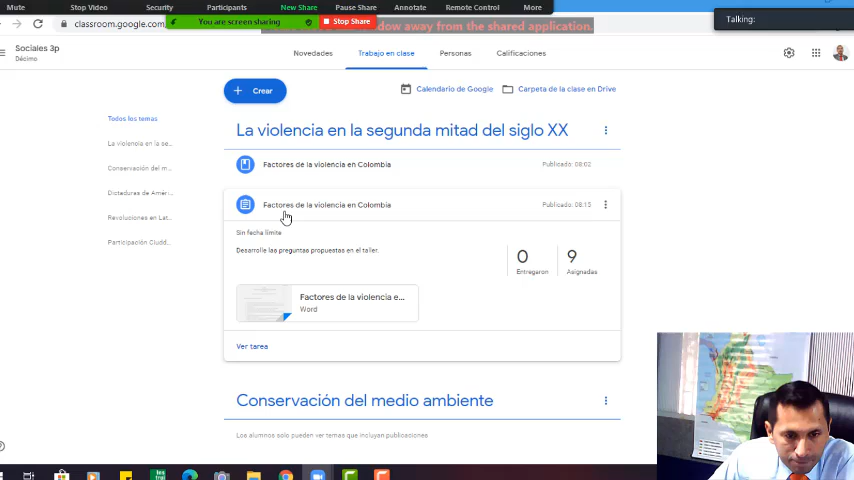 Mute Stop Video Security Participants New Share Pause Share Annotate Remote Control More
classroom.google.com
You are screen sharing Stop Share
dow away from the shared application.
Talking:
Sociales 3p
Décimo
Novedades Trabajo en clase Personas Calificaciones
Crear
Calendario de Google Carpeta de la clase en Drive
Todos los temas
La violencia en la se...
Conservación del m...
Dictaduras de Améri...
Revoluciones en Lat...
Participación Ciudd...
La violencia en la segunda mitad del siglo XX
Factores de la violencia en Colombia Publicado: 08:02
Factores de la violencia en Colombia Publicado: 08:15
Sin fecha límite
Desarrolle las preguntas propuestas en el taller.
0 9
Entregaron Asignadas
Factores de la violencia e...
Word
Ver tarea
Conservación del medio ambiente
Los alumnos solo pueden ver temas que incluyan publicaciones